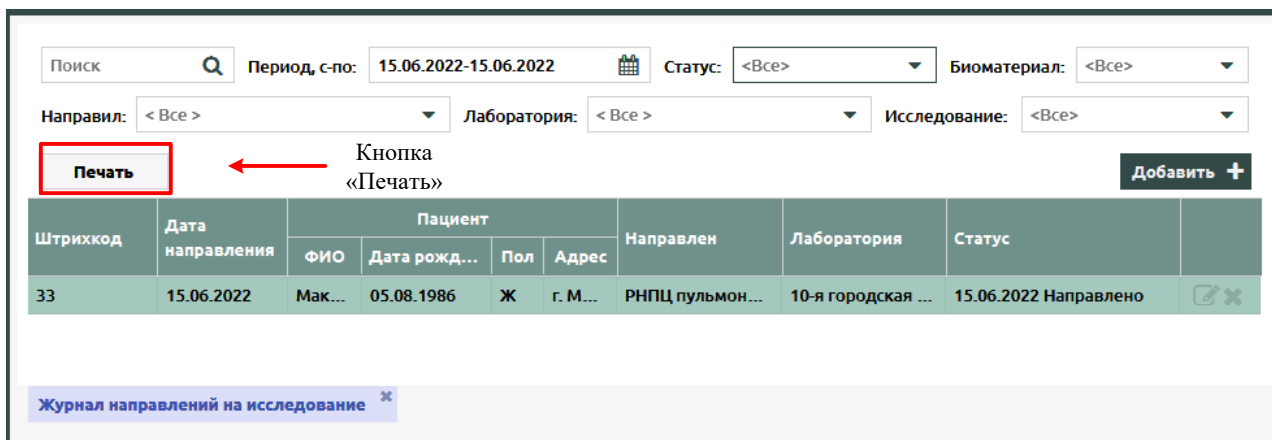 Поиск Период, с-по: 15.06.2022-15.06.2022 Статус: <Все> Биоматериал: <Все>
Направил: < Все > Лаборатория: < Все > Исследование: <Все>
Печать Кнопка «Печать» Добавить +
Штрихкод Дата направления Пациент Направлен Лаборатория Статус
ФИО Дата рожд... Пол Адрес
33 15.06.2022 Мак... 05.08.1986 Ж г. М... РНПЦ пульмон... 10-я городская ... 15.06.2022 Направлено
Журнал направлений на исследование